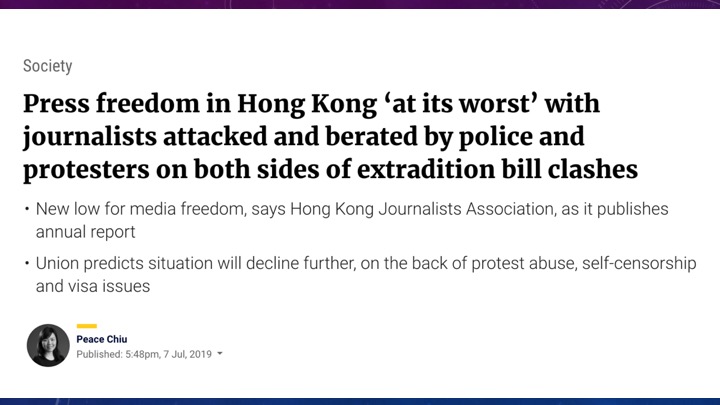 Society
Press freedom in Hong Kong ‘at its worst’ with
journalists attacked and berated by police and
protesters on both sides of extradition bill clashes
• New low for media freedom, says Hong Kong Journalists Association, as it publishes
annual report
• Union predicts situation will decline further, on the back of protest abuse, self-censorship
and visa issues
Peace Chiu
Published: 5:48pm, 7 Jul, 2019